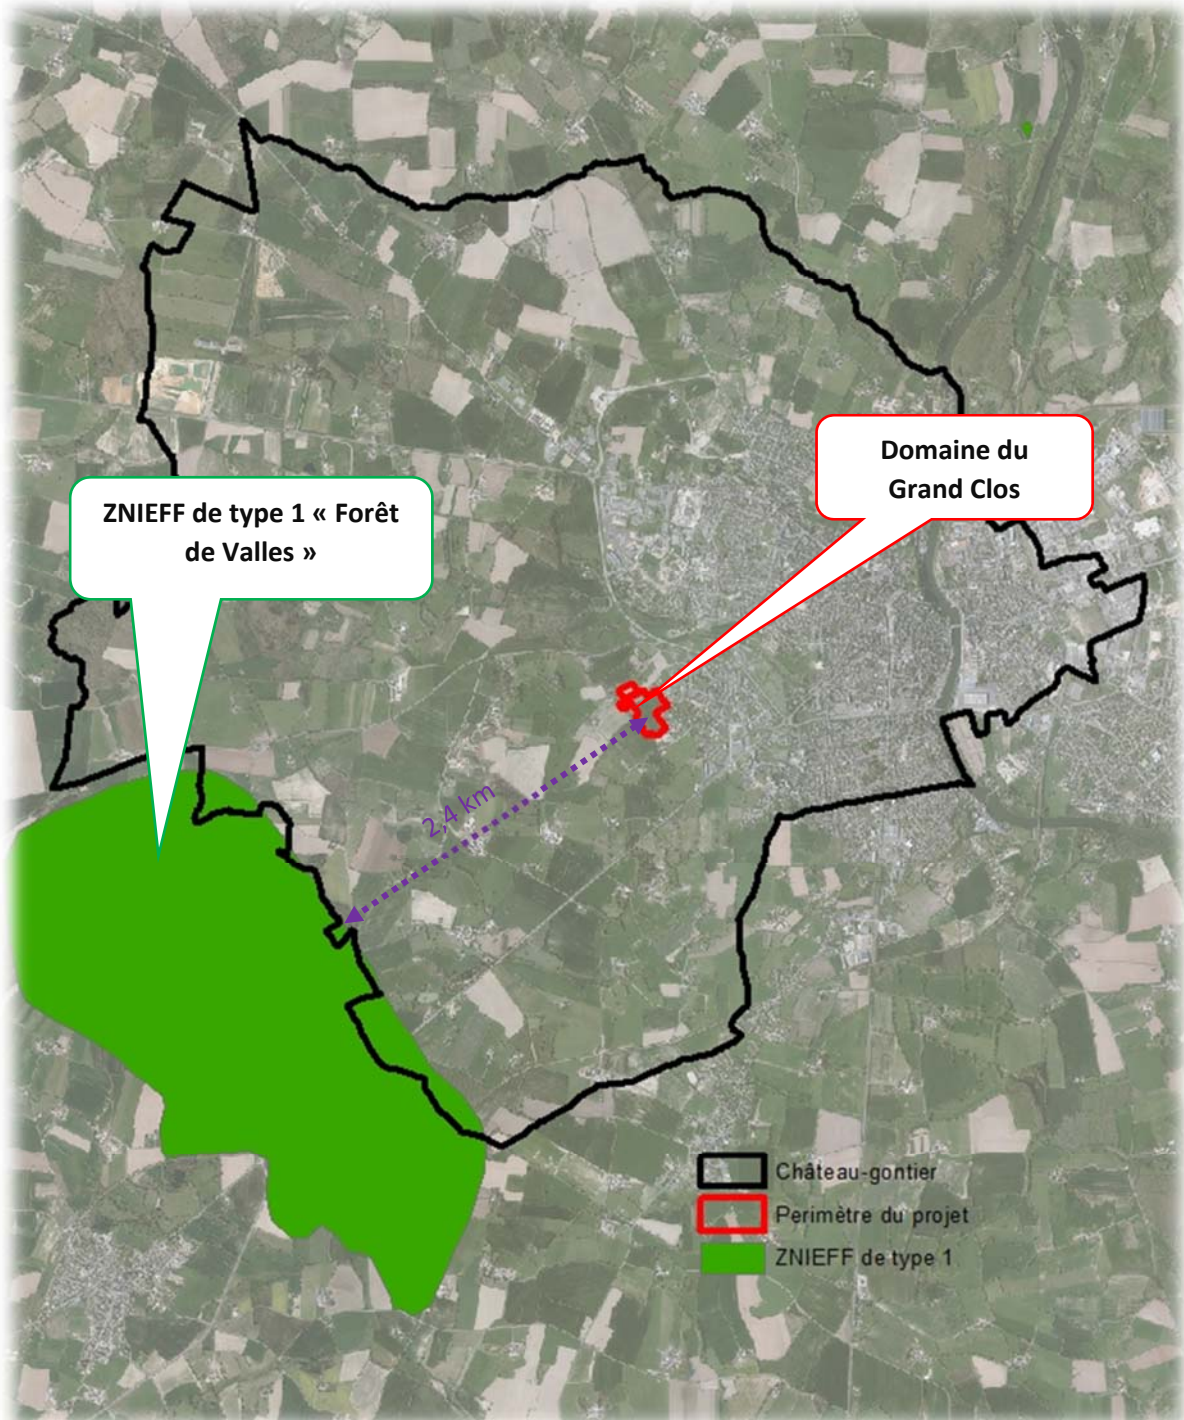 Domaine du
Grand Clos
ZNIEFF de type 1 « Forêt
de Valles »
2,4 km
Château-gontier
Perimètre du projet
ZNIEFF de type 1